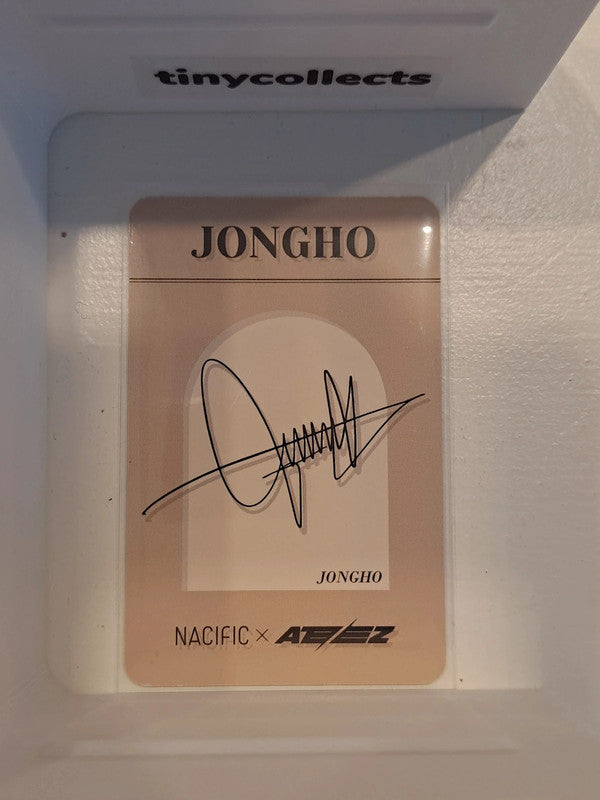 tinycollects
JONGHO
JONGHO
NACIFIC × ATEEZ